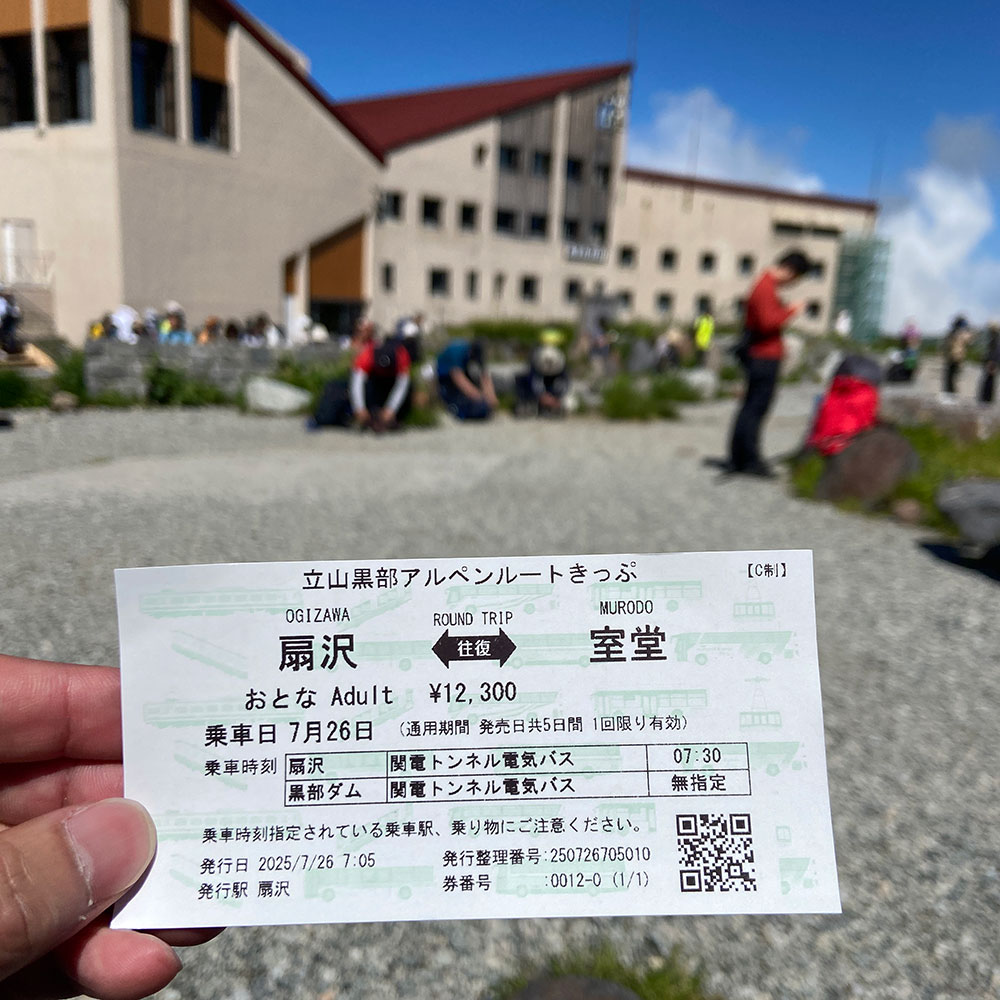 立山黒部アルペンルートきっぷ 【C制】
OGIZAWA ROUND TRIP MURODO
扇沢 往復 室堂
おとな Adult ¥12,300
乗車日 7月26日 (通用期間 発売日共5日間 1回限り有効)
乗車時刻 扇沢 関電トンネル電気バス 07:30
黒部ダム 関電トンネル電気バス 無指定
乗車時刻指定されている乗車駅、乗り物にご注意ください。
発行日 2025/7/26 7:05 発行整理番号:250726705010
発行駅 扇沢 券番号 :0012-0 (1/1)